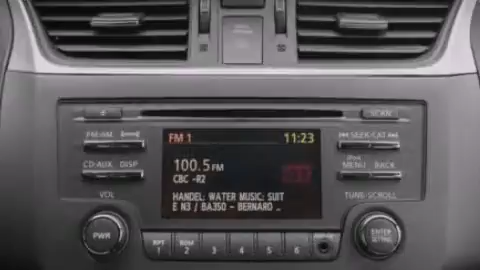 SCAN
FM 1 11:23
FM/AM SEEK/CAT
100.5 FM
CD/AUX DISP
MENU BACK
CBC -R2
HANDEL: WATER MUSIC: SUIT
E N3 / BA350 - BERNARD ..
VOL TUNE·SCROLL
PWR
RPT RDM
1 2 3 4 5 6
ENTER
SETTING